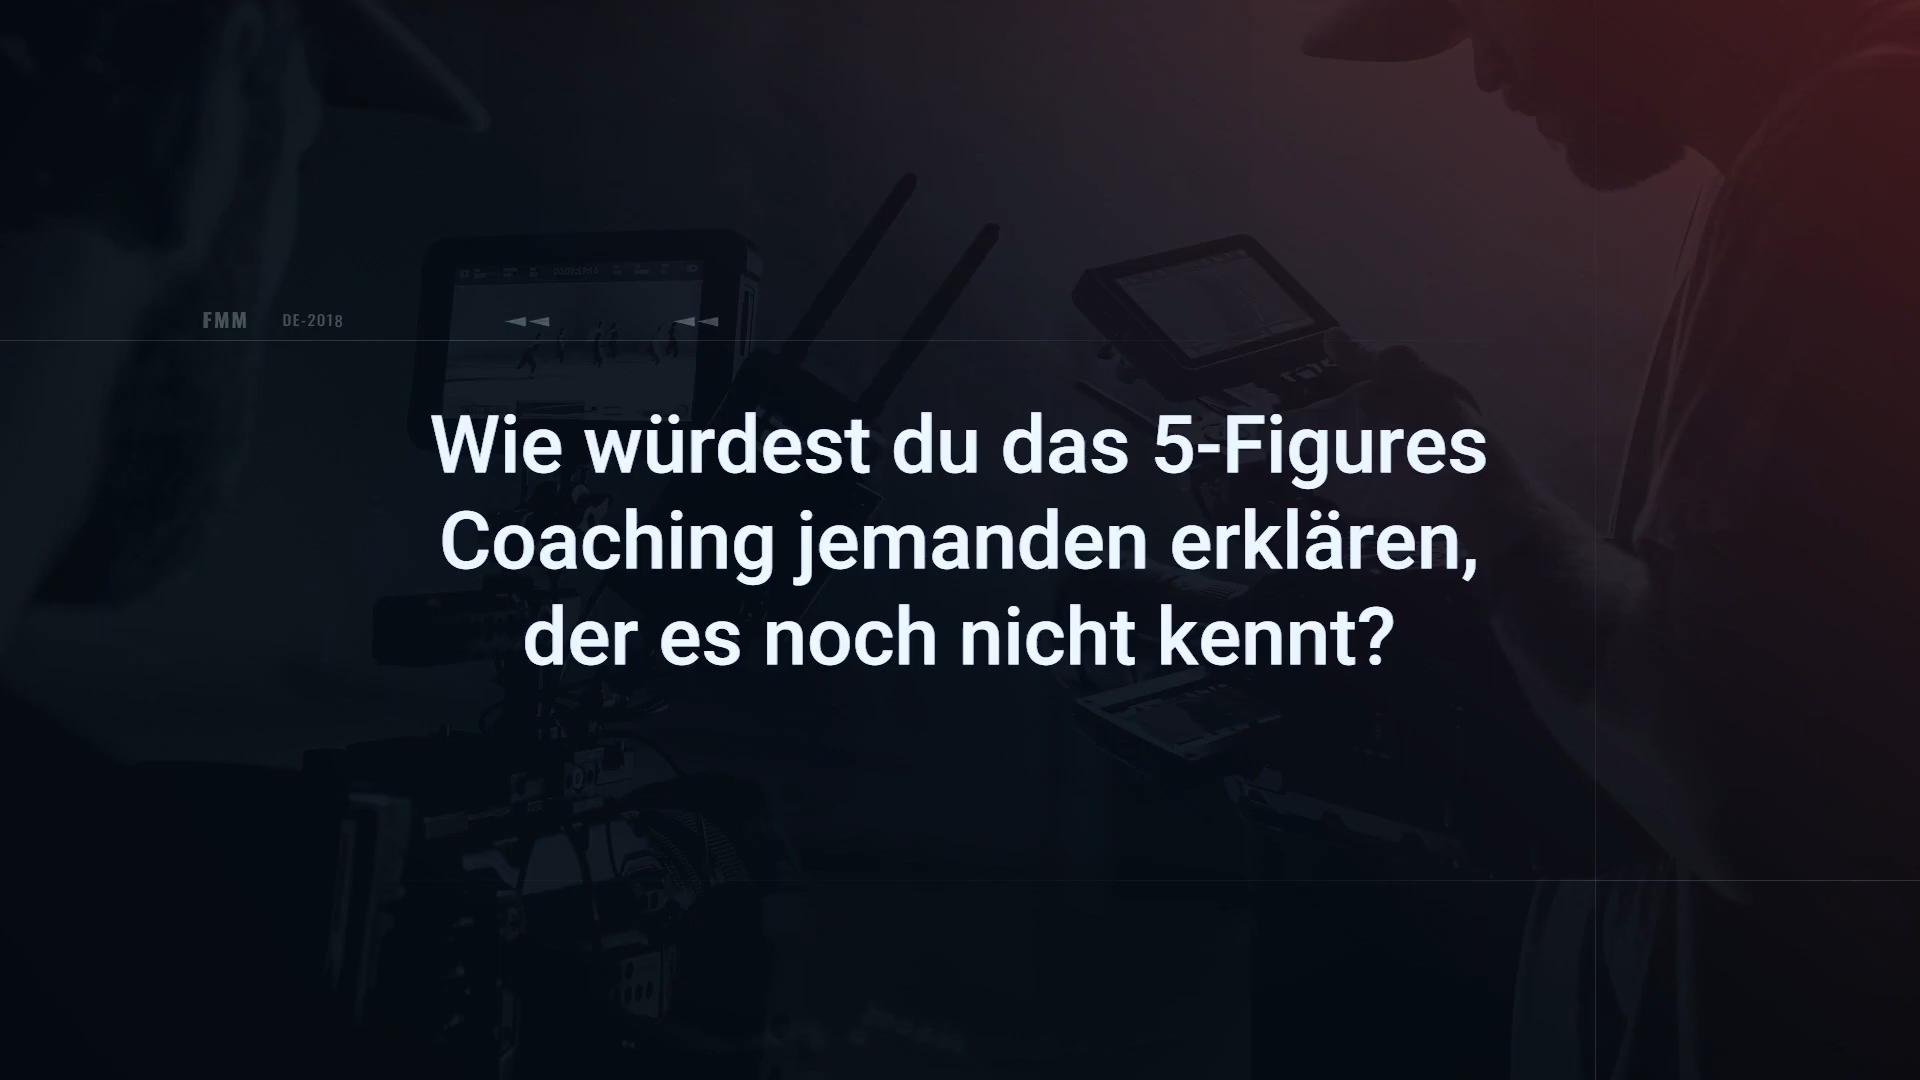 FMM DE-2018
Wie würdest du das 5-Figures
Coaching jemanden erklären,
der es noch nicht kennt?